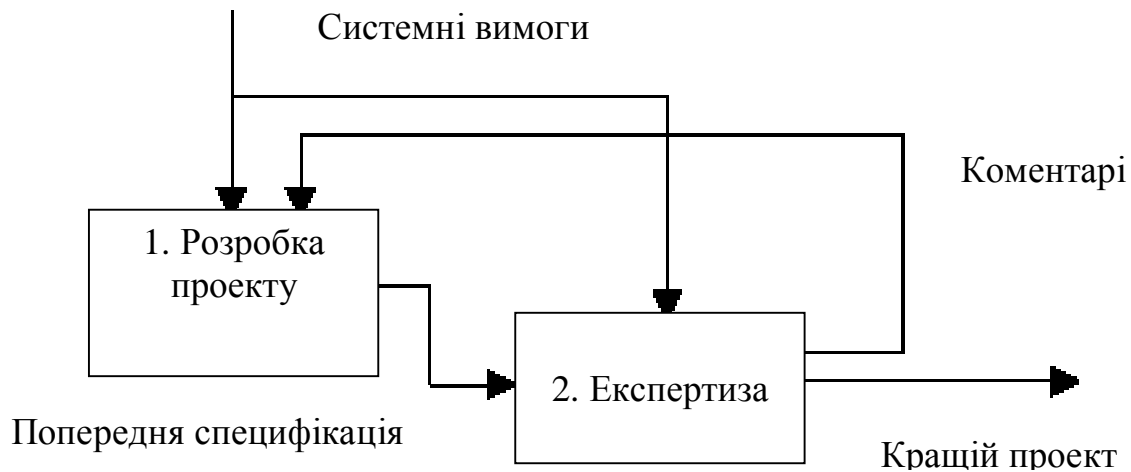 Системні вимоги
Коментарі
1. Розробка
проекту
2. Експертиза
Попередня специфікація
Кращій проект